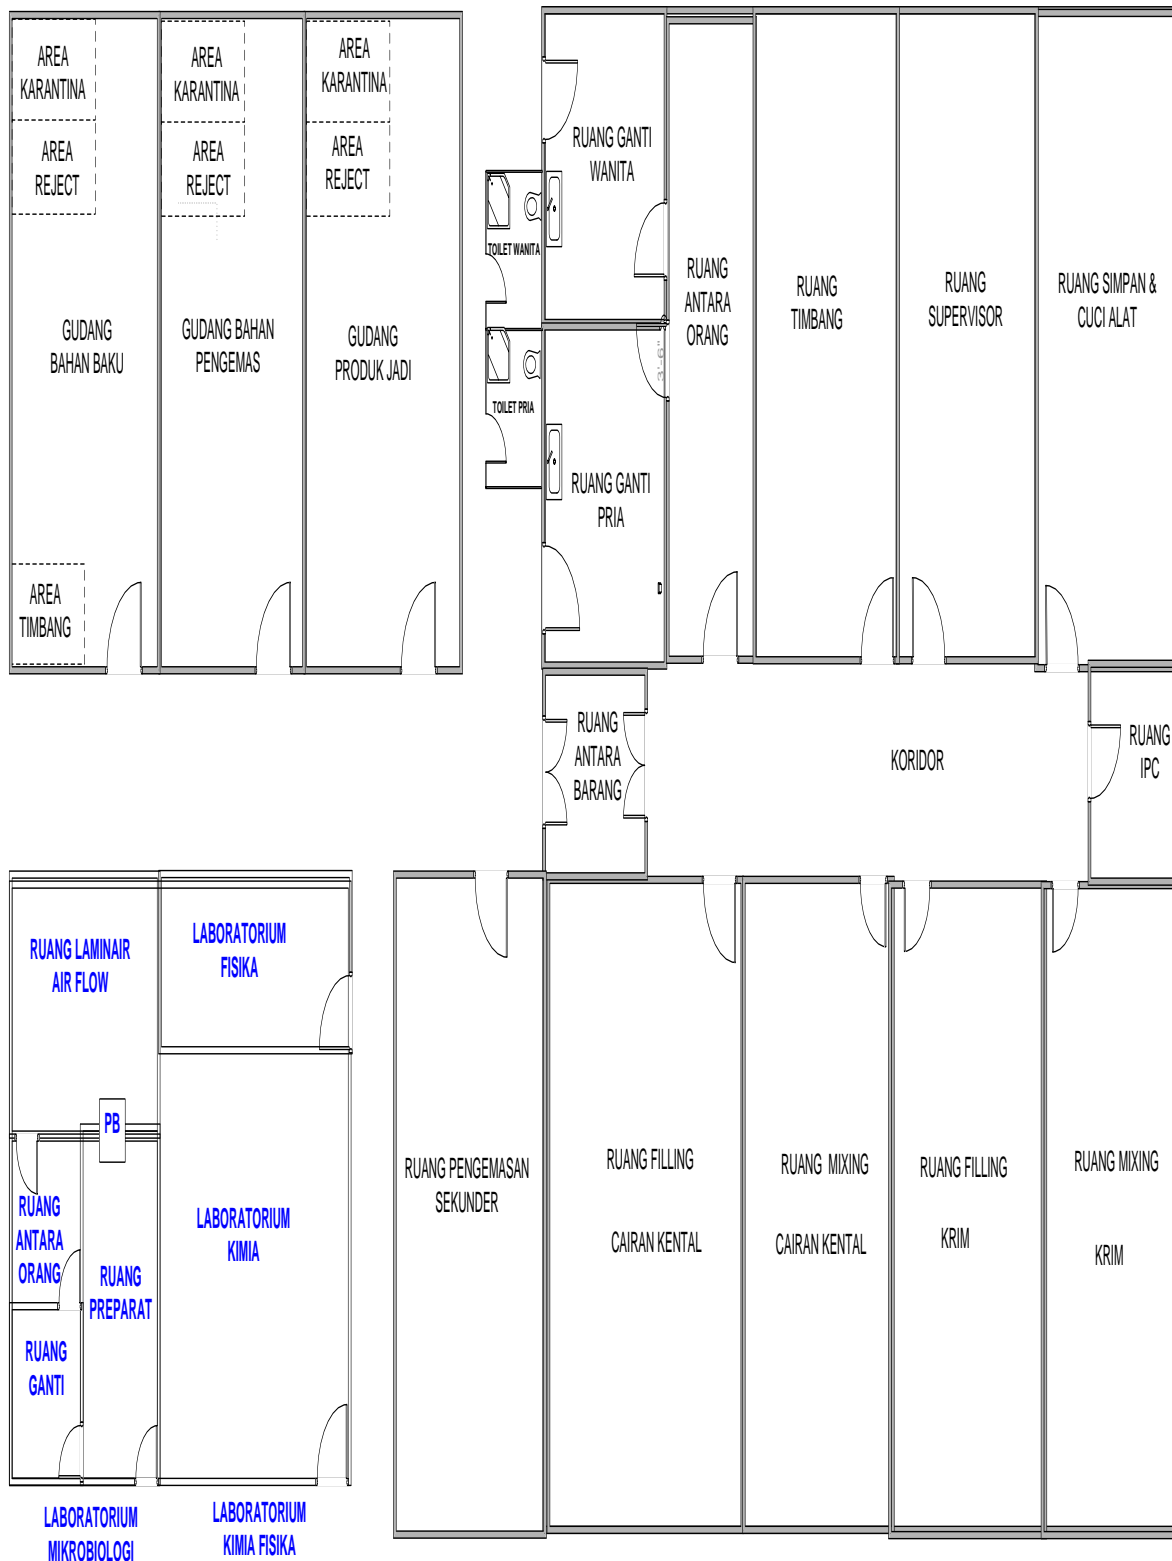 AREA
KARANTINA
AREA
REJECT
GUDANG
BAHAN BAKU
AREA
TIMBANG
AREA
KARANTINA
AREA
REJECT
GUDANG BAHAN
PENGEMAS
AREA
KARANTINA
AREA
REJECT
GUDANG
PRODUK JADI
TOILET WANITA
TOILET PRIA
RUANG GANTI
WANITA
RUANG GANTI
PRIA
3'-6"
RUANG
ANTARA
ORANG
RUANG
TIMBANG
RUANG
SUPERVISOR
RUANG SIMPAN &
CUCI ALAT
RUANG
ANTARA
BARANG
KORIDOR
RUANG
IPC
RUANG LAMINAIR
AIR FLOW
LABORATORIUM
FISIKA
PB
RUANG
ANTARA
ORANG
RUANG
PREPARAT
RUANG
GANTI
LABORATORIUM
KIMIA
LABORATORIUM
MIKROBIOLOGI
LABORATORIUM
KIMIA FISIKA
RUANG PENGEMASAN
SEKUNDER
RUANG FILLING
CAIRAN KENTAL
RUANG MIXING
CAIRAN KENTAL
RUANG FILLING
KRIM
RUANG MIXING
KRIM